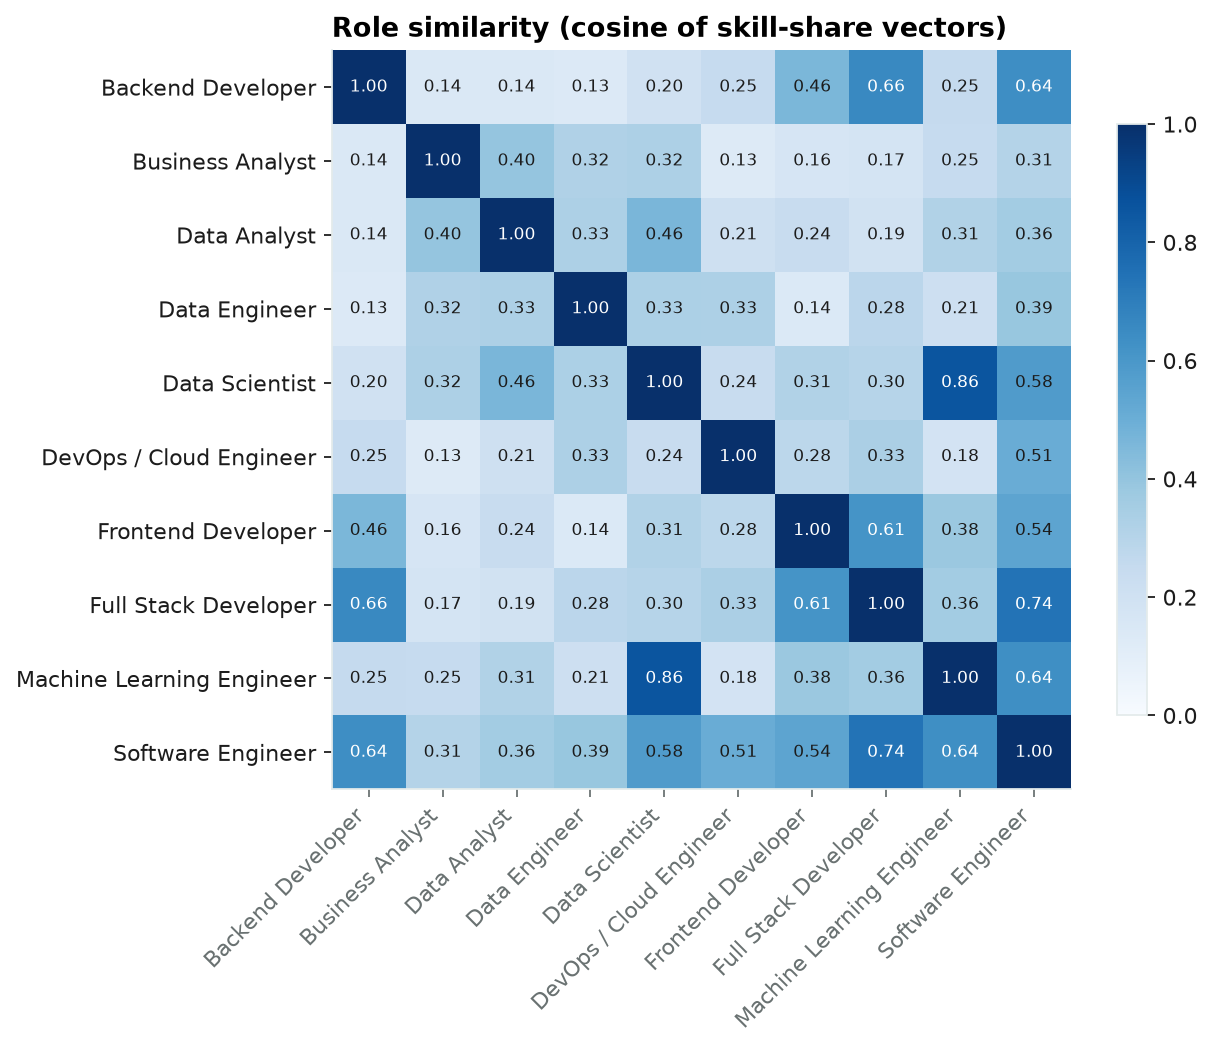 Role similarity (cosine of skill-share vectors)
Backend Developer 1.00 0.14 0.14 0.13 0.20 0.25 0.46 0.66 0.25 0.64
Business Analyst 0.14 1.00 0.40 0.32 0.32 0.13 0.16 0.17 0.25 0.31
Data Analyst 0.14 0.40 1.00 0.33 0.46 0.21 0.24 0.19 0.31 0.36
Data Engineer 0.13 0.32 0.33 1.00 0.33 0.33 0.14 0.28 0.21 0.39
Data Scientist 0.20 0.32 0.46 0.33 1.00 0.24 0.31 0.30 0.86 0.58
DevOps / Cloud Engineer 0.25 0.13 0.21 0.33 0.24 1.00 0.28 0.33 0.18 0.51
Frontend Developer 0.46 0.16 0.24 0.14 0.31 0.28 1.00 0.61 0.38 0.54
Full Stack Developer 0.66 0.17 0.19 0.28 0.30 0.33 0.61 1.00 0.36 0.74
Machine Learning Engineer 0.25 0.25 0.31 0.21 0.86 0.18 0.38 0.36 1.00 0.64
Software Engineer 0.64 0.31 0.36 0.39 0.58 0.51 0.54 0.74 0.64 1.00
Backend Developer
Business Analyst
Data Analyst
Data Engineer
Data Scientist
DevOps / Cloud Engineer
Frontend Developer
Full Stack Developer
Machine Learning Engineer
Software Engineer
1.0
0.8
0.6
0.4
0.2
0.0